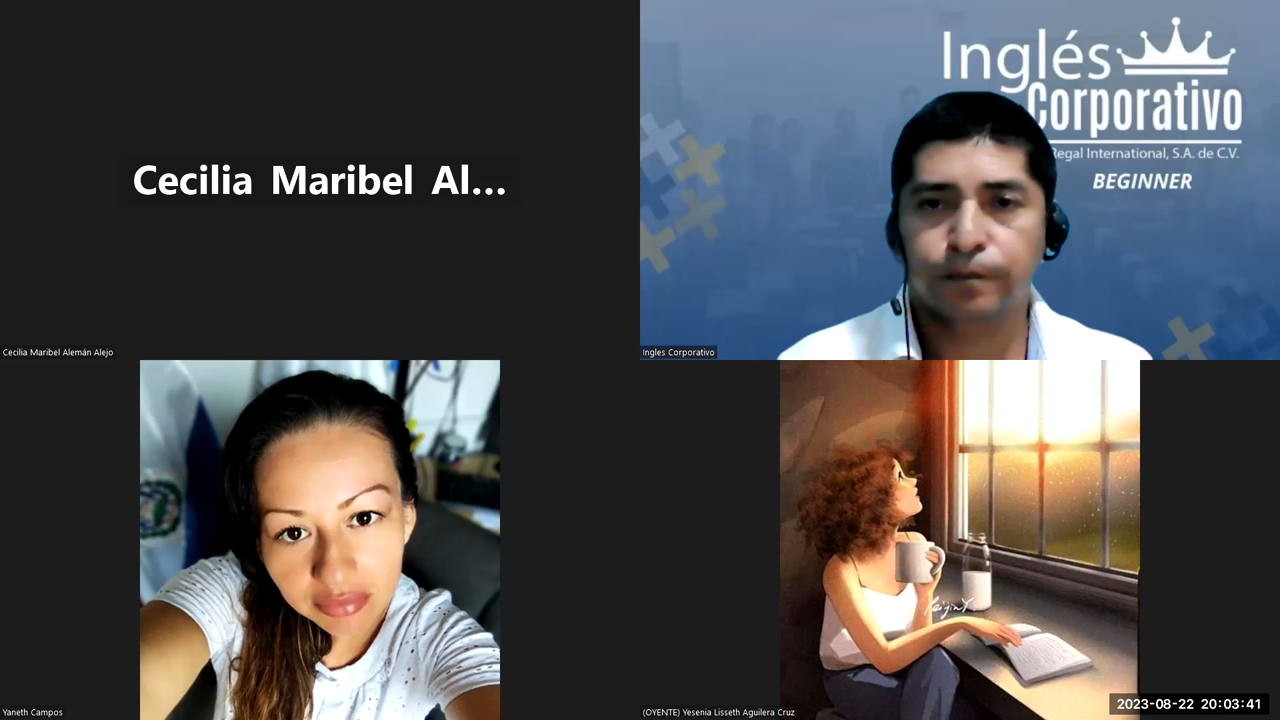 Cecilia Maribel Al...
Cecilia Maribel Alemán Alejo
Inglés
Corporativo
Regal International, S.A. de C.V.
BEGINNER
Ingles Corporativo
Yaneth Campos
(OYENTE) Yesenia Lisseth Aguilera Cruz
2023-08-22 20:03:41